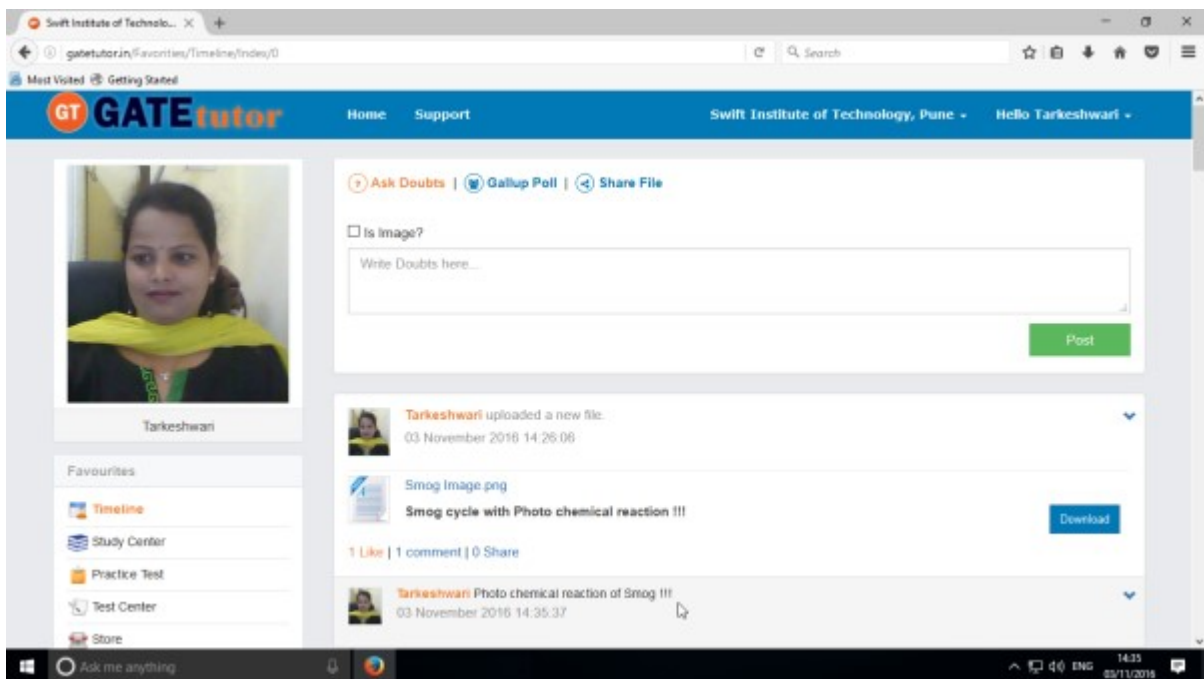 Swift Institute of Technolo...
gatetutor.in/Favorities/Timeline/Index/0
Search
Most Visited Getting Started
GT GATEtutor
Home Support Swift Institute of Technology, Pune Hello Tarkeshwari
Ask Doubts | Gallup Poll | Share File
Is Image?
Write Doubts here...
Post
Tarkeshwari
Favourites
Timeline
Study Center
Practice Test
Test Center
Store
Tarkeshwari uploaded a new file.
03 November 2016 14:26:06
Smog Image.png
Smog cycle with Photo chemical reaction !!!
Download
1 Like | 1 comment | 0 Share
Tarkeshwari Photo chemical reaction of Smog !!!
03 November 2016 14:35:37
Ask me anything
ENG
14:35
03/11/2016